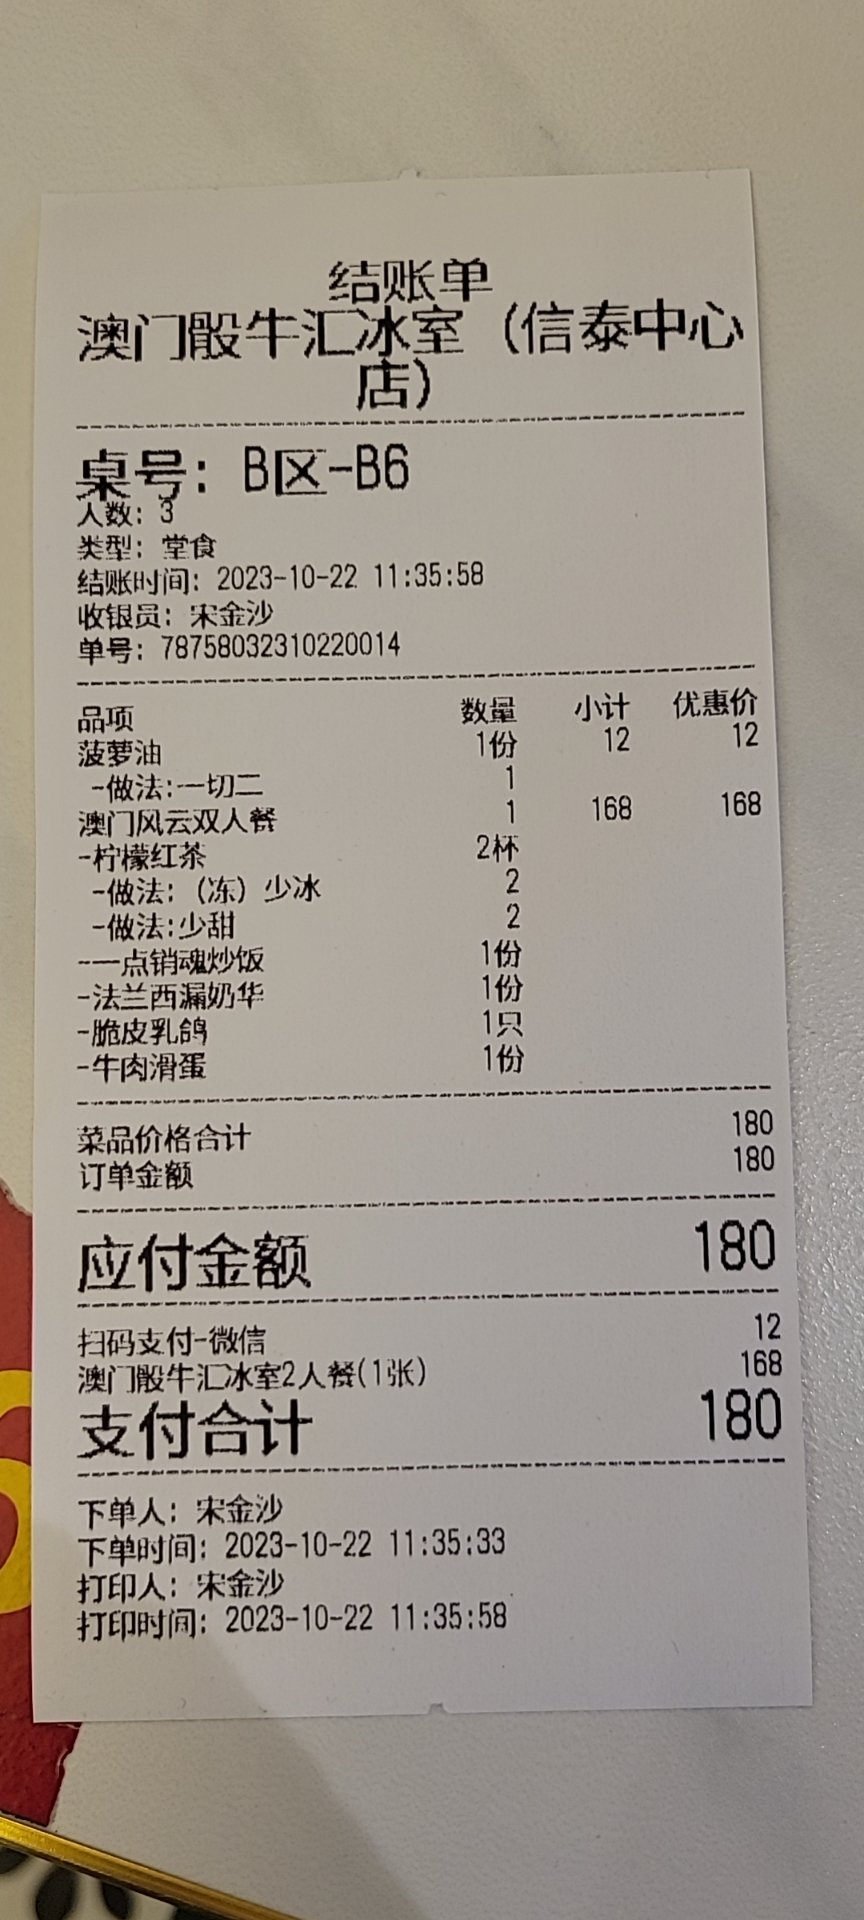 结账单
澳门骰牛汇冰室（信泰中心
店）
桌号：B区-B6
人数：3
类型：堂食
结账时间：2023-10-22 11:35:58
收银员：宋金沙
单号：78758032310220014
品项 数量 小计 优惠价
菠萝油 1份 12 12
-做法:一切二 1
澳门风云双人餐 1 168 168
-柠檬红茶 2杯
-做法:（冻）少冰 2
-做法:少甜 2
-一点销魂炒饭 1份
-法兰西漏奶华 1份
-脆皮乳鸽 1只
-牛肉滑蛋 1份
菜品价格合计 180
订单金额 180
应付金额 180
扫码支付-微信 12
澳门骰牛汇冰室2人餐(1张) 168
支付合计 180
下单人：宋金沙
下单时间：2023-10-22 11:35:33
打印人：宋金沙
打印时间：2023-10-22 11:35:58